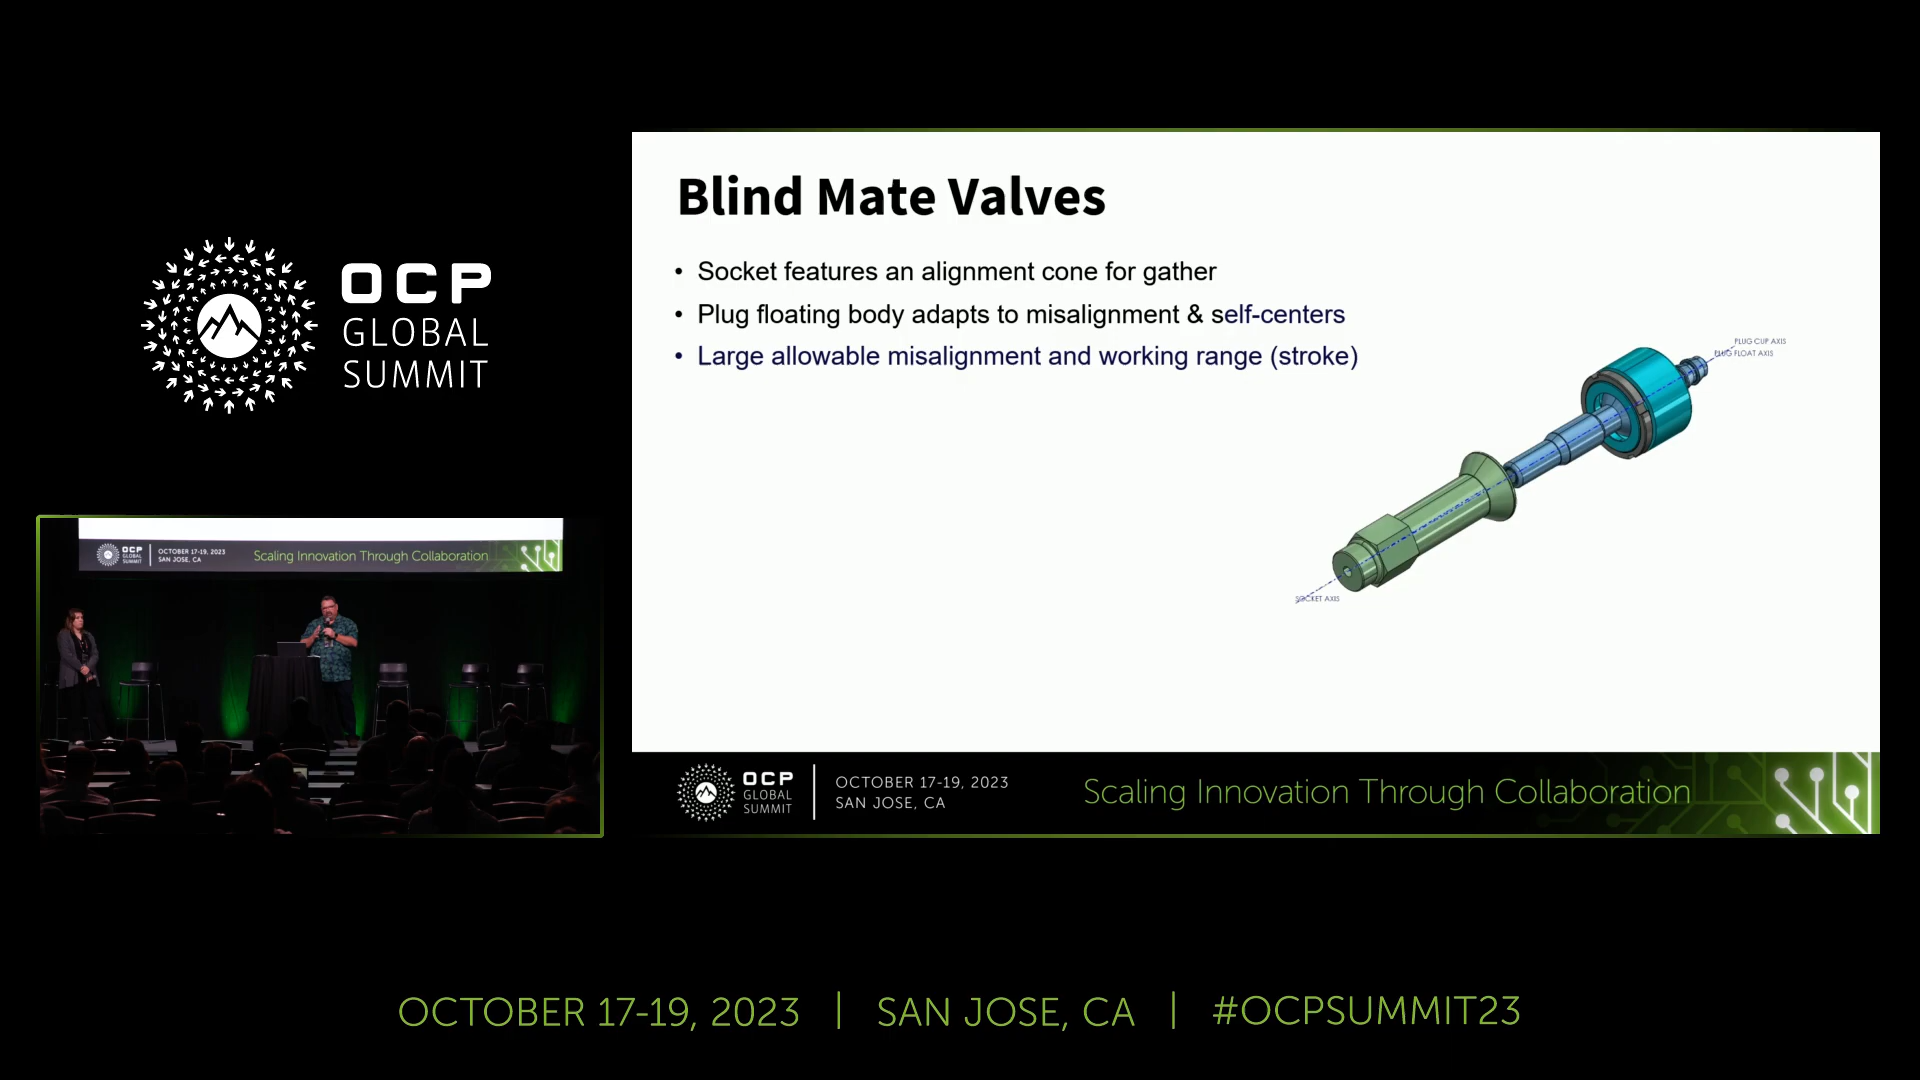 OCP
GLOBAL
SUMMIT
Blind Mate Valves
• Socket features an alignment cone for gather
• Plug floating body adapts to misalignment & self-centers
• Large allowable misalignment and working range (stroke)
PLUG CUP AXIS
PLUG FLOAT AXIS
SOCKET AXIS
OCP
GLOBAL
SUMMIT
OCTOBER 17-19, 2023
SAN JOSE, CA
Scaling Innovation Through Collaboration
OCP
GLOBAL
SUMMIT
OCTOBER 17-19, 2023
SAN JOSE, CA
Scaling Innovation Through Collaboration
OCTOBER 17-19, 2023 | SAN JOSE, CA | #OCPSUMMIT23